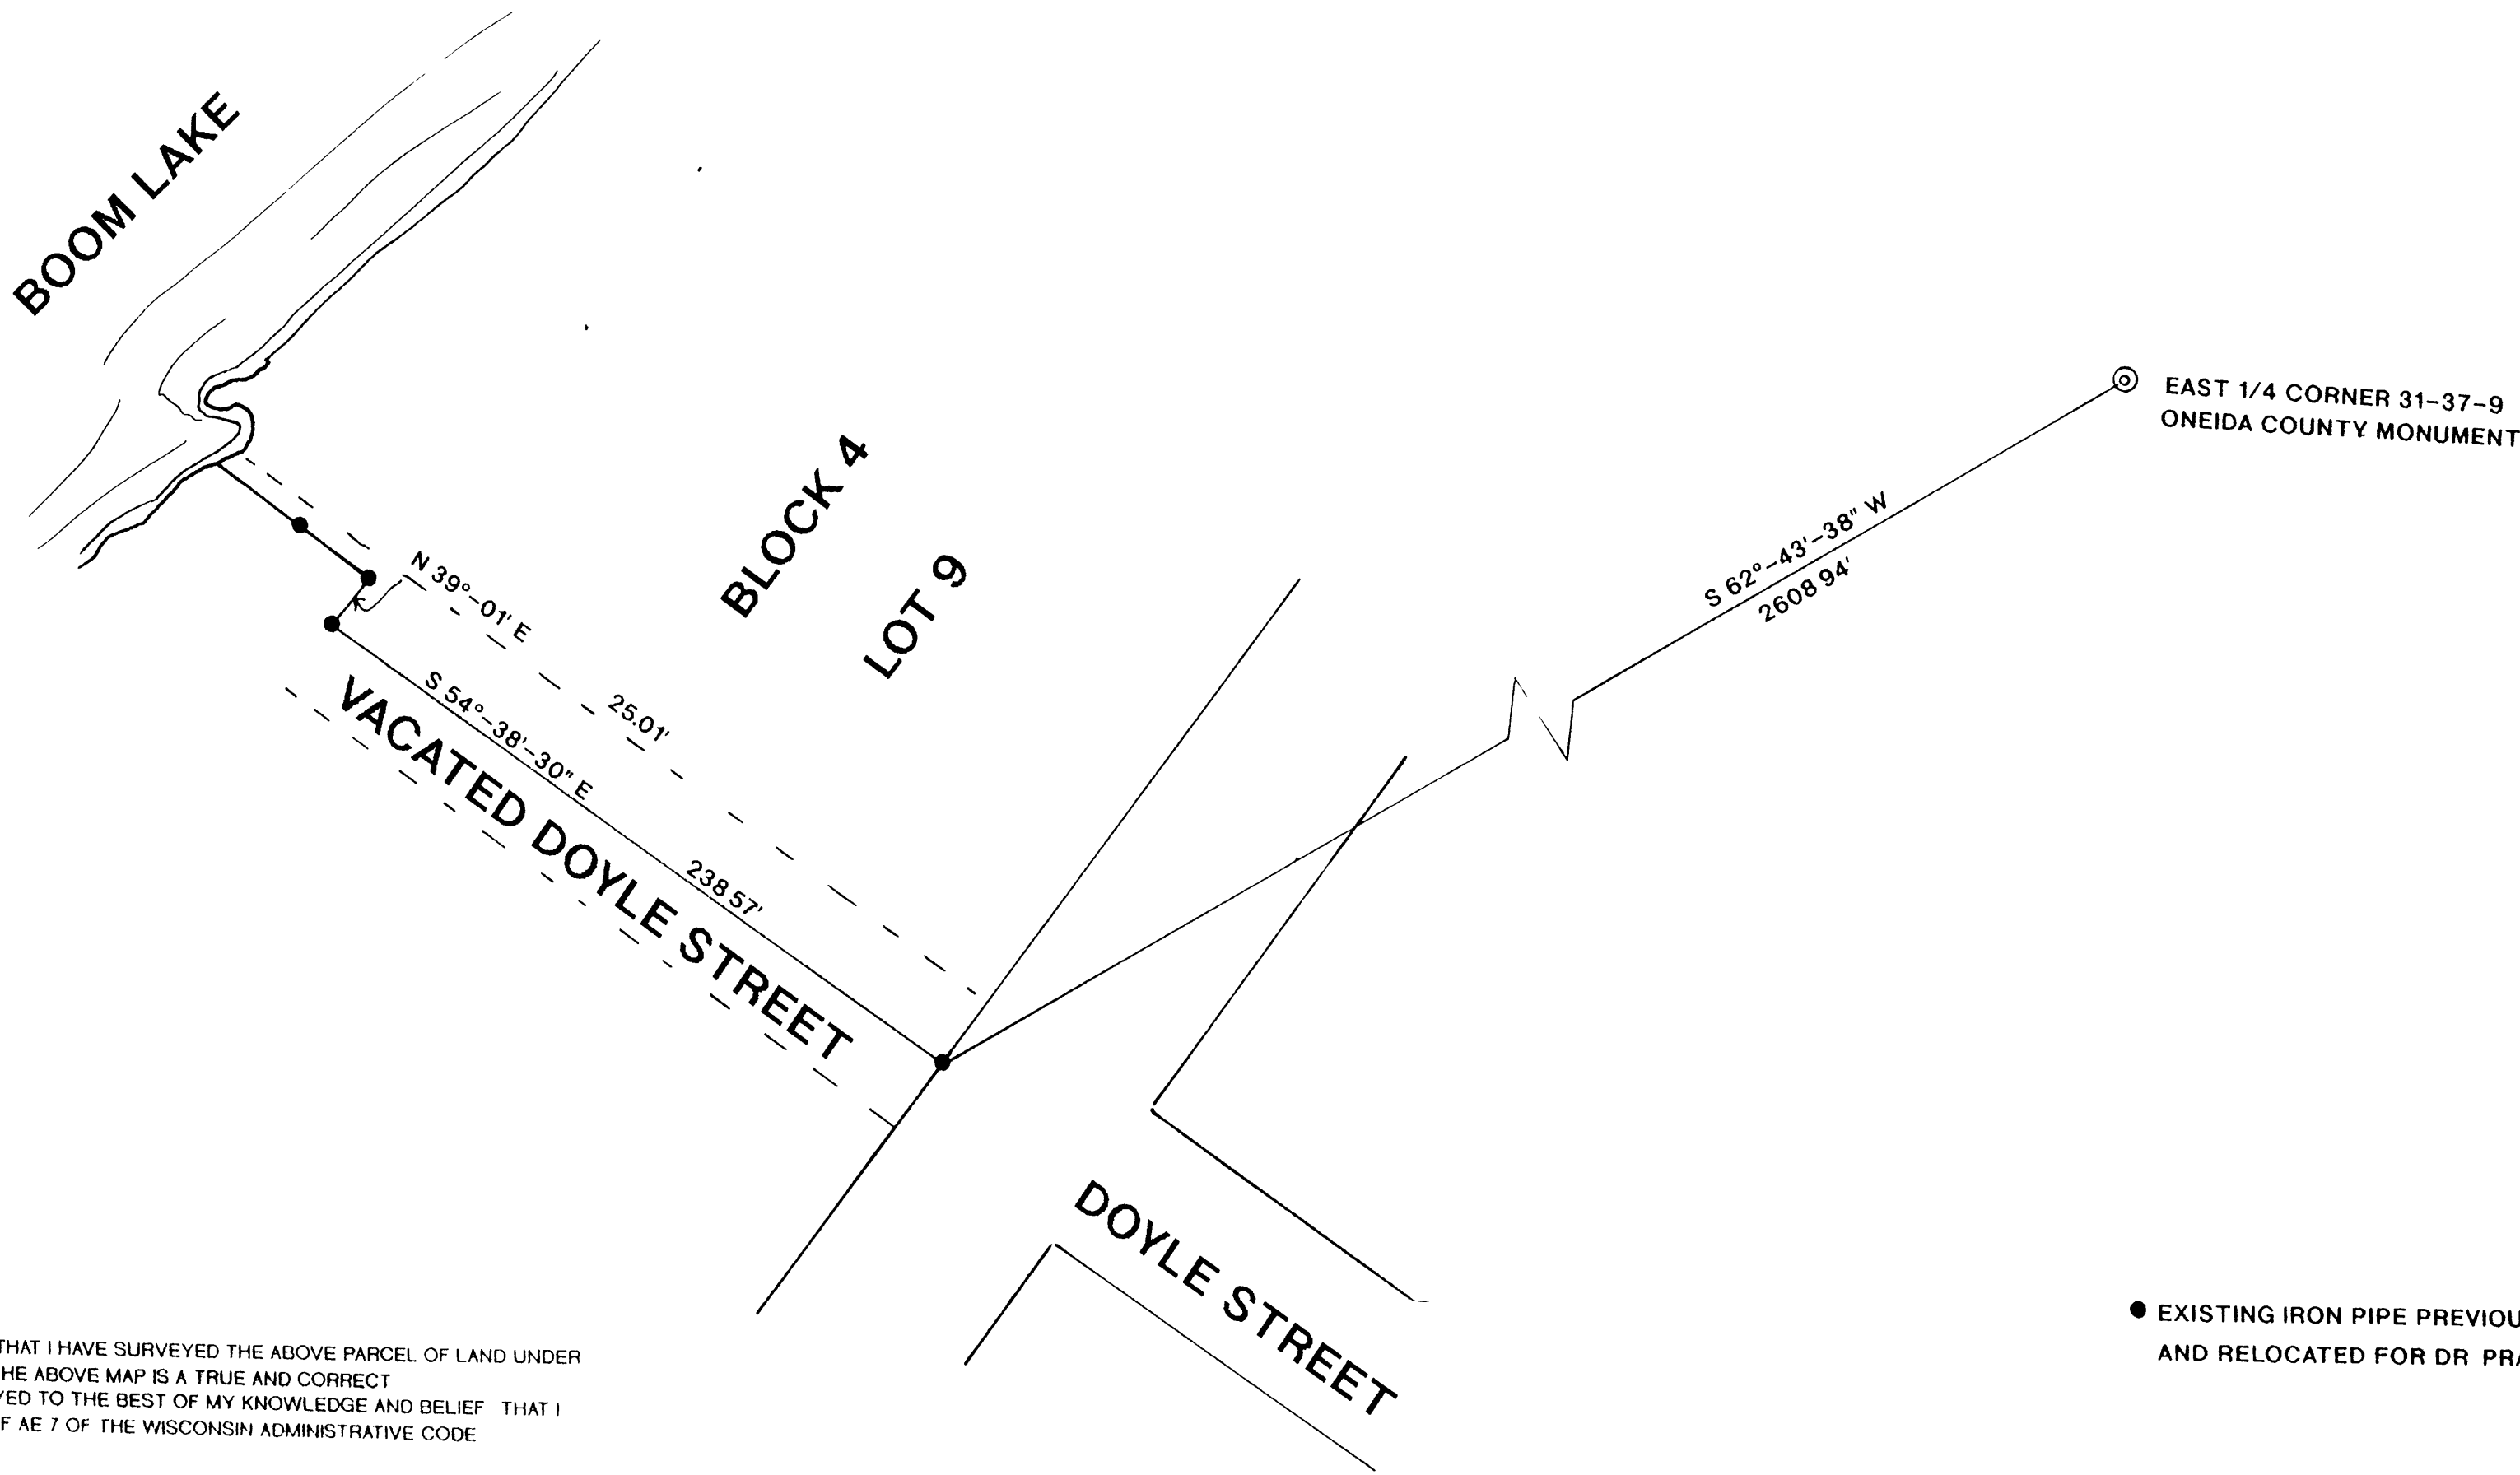 BOOM LAKE
EAST 1/4 CORNER 31-37-9
ONEIDA COUNTY MONUMENT
BLOCK 4
LOT 9
S 62°-43'-38" W
2608 94'
N 39°-01' E
25.01'
S 54°-38'-30" E
238 57'
VACATED DOYLE STREET
DOYLE STREET
EXISTING IRON PIPE PREVIOU
AND RELOCATED FOR DR PRA
THAT I HAVE SURVEYED THE ABOVE PARCEL OF LAND UNDER
HE ABOVE MAP IS A TRUE AND CORRECT
YED TO THE BEST OF MY KNOWLEDGE AND BELIEF THAT I
F AE 7 OF THE WISCONSIN ADMINISTRATIVE CODE